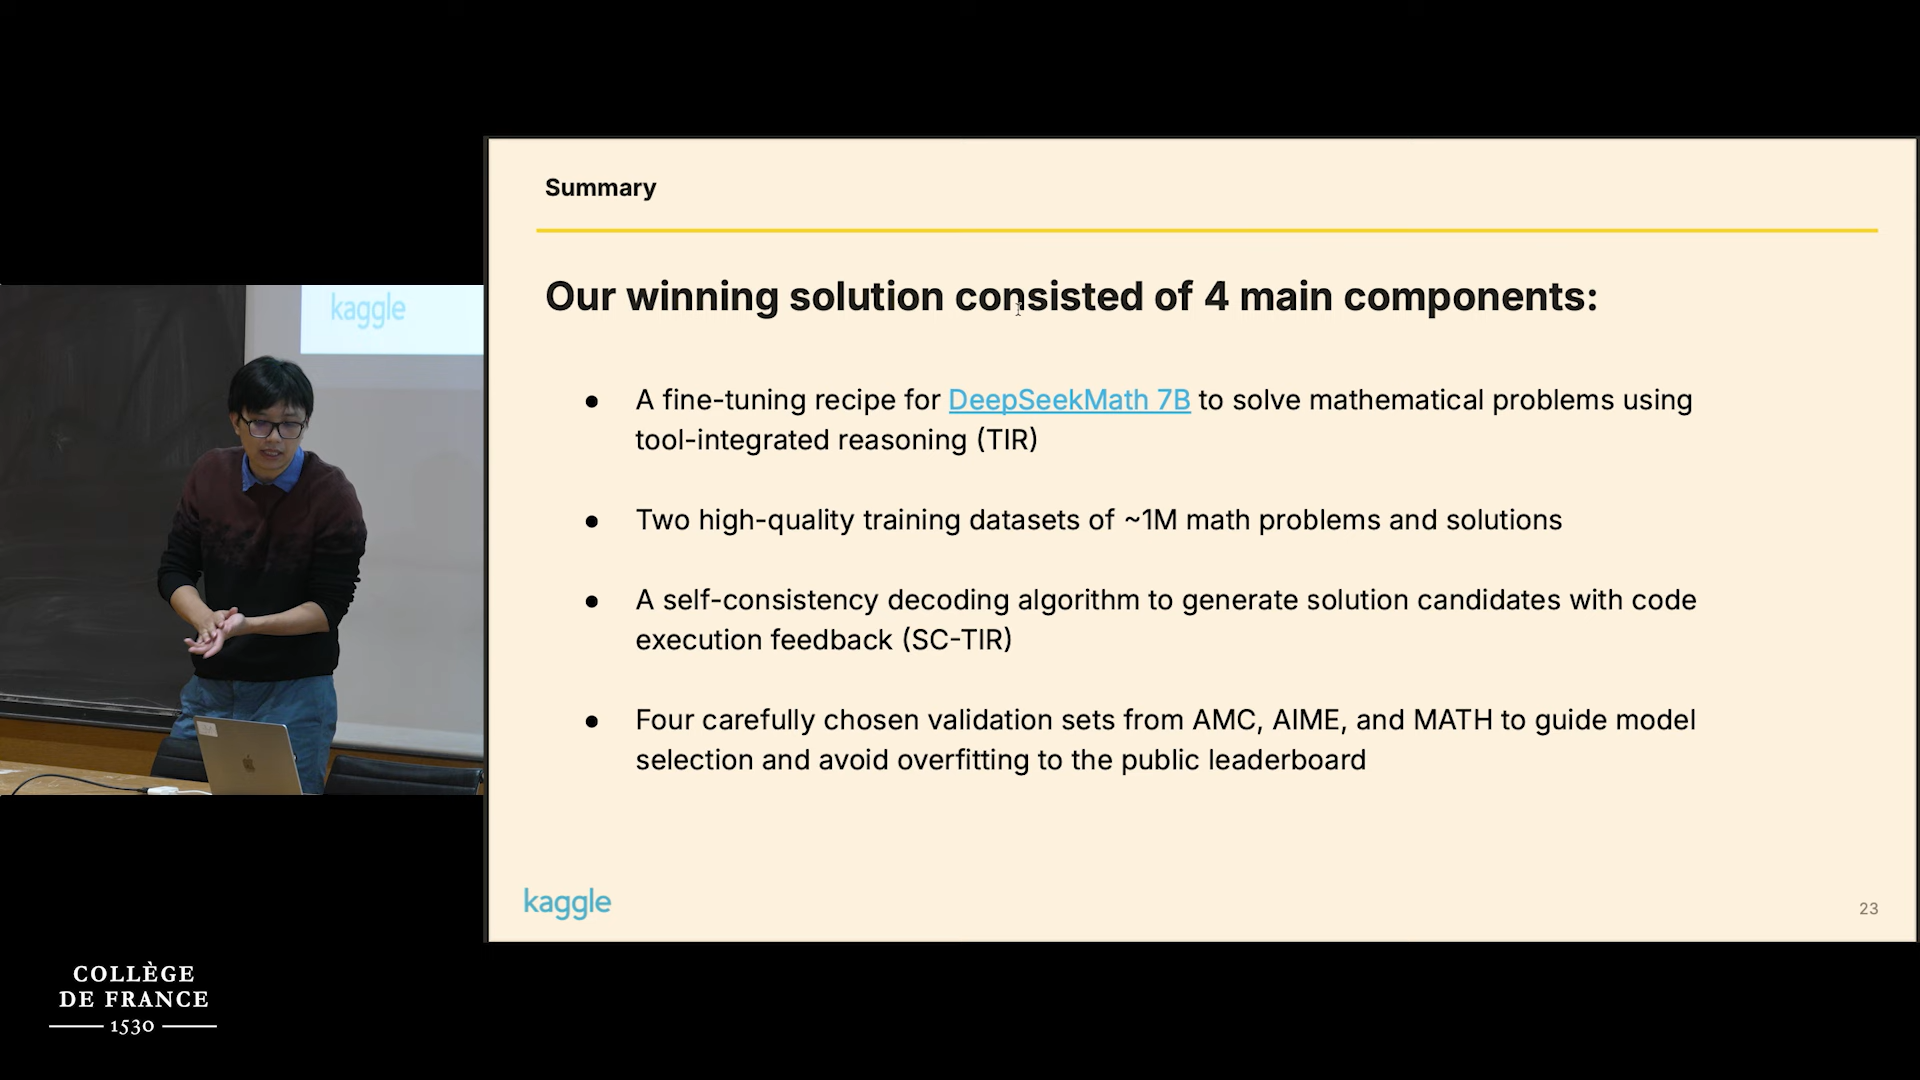 kaggle
Summary
Our winning solution consisted of 4 main components:
● A fine-tuning recipe for DeepSeekMath 7B to solve mathematical problems using
tool-integrated reasoning (TIR)
● Two high-quality training datasets of ~1M math problems and solutions
● A self-consistency decoding algorithm to generate solution candidates with code
execution feedback (SC-TIR)
● Four carefully chosen validation sets from AMC, AIME, and MATH to guide model
selection and avoid overfitting to the public leaderboard
kaggle
23
COLLÈGE
DE FRANCE
1530